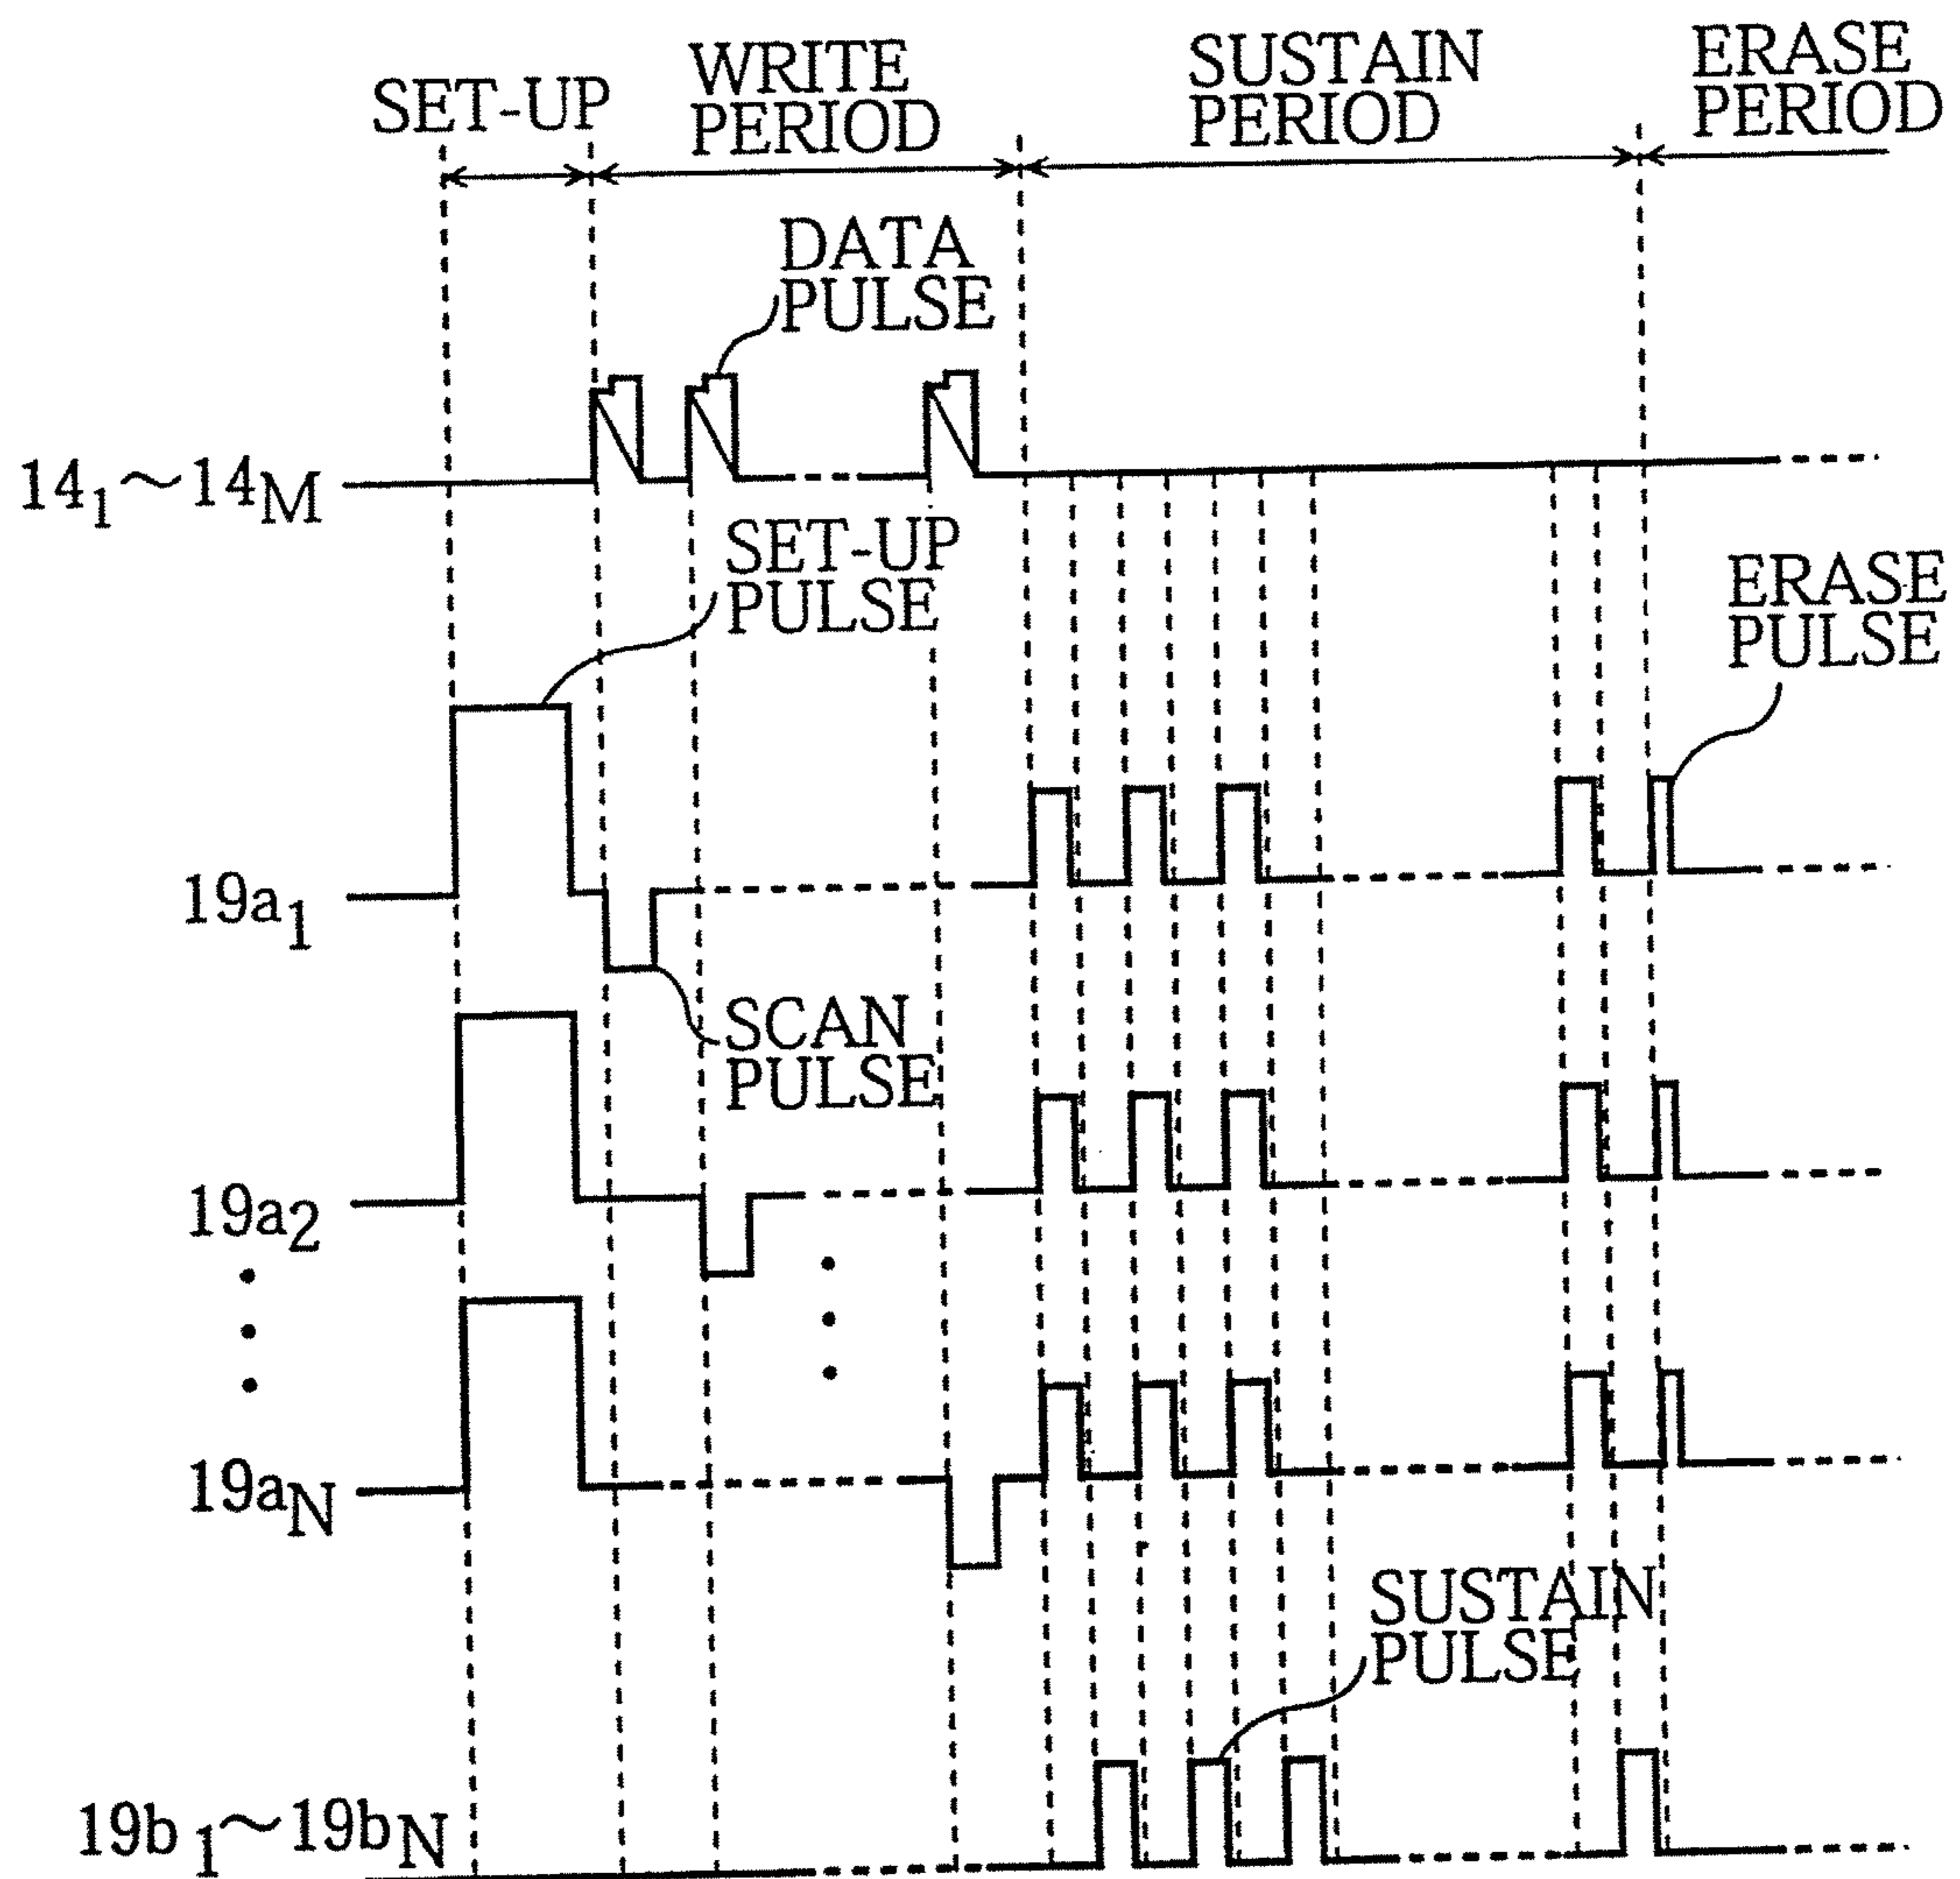 SET-UP
WRITE
PERIOD
SUSTAIN
PERIOD
ERASE
PERIOD
DATA
PULSE
14₁~14M
SET-UP
PULSE
ERASE
PULSE
19a₁
SCAN
PULSE
19a₂
19aN
SUSTAIN
PULSE
19b₁~19bN